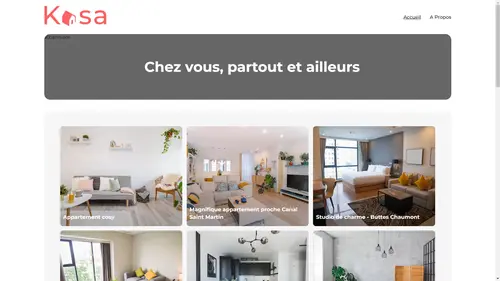 Kasa
Accueil
A Propos
Chez vous, partout et ailleurs
Appartement cosy
Magnifique appartement proche Canal
Saint Martin
Studio de charme - Buttes Chaumont